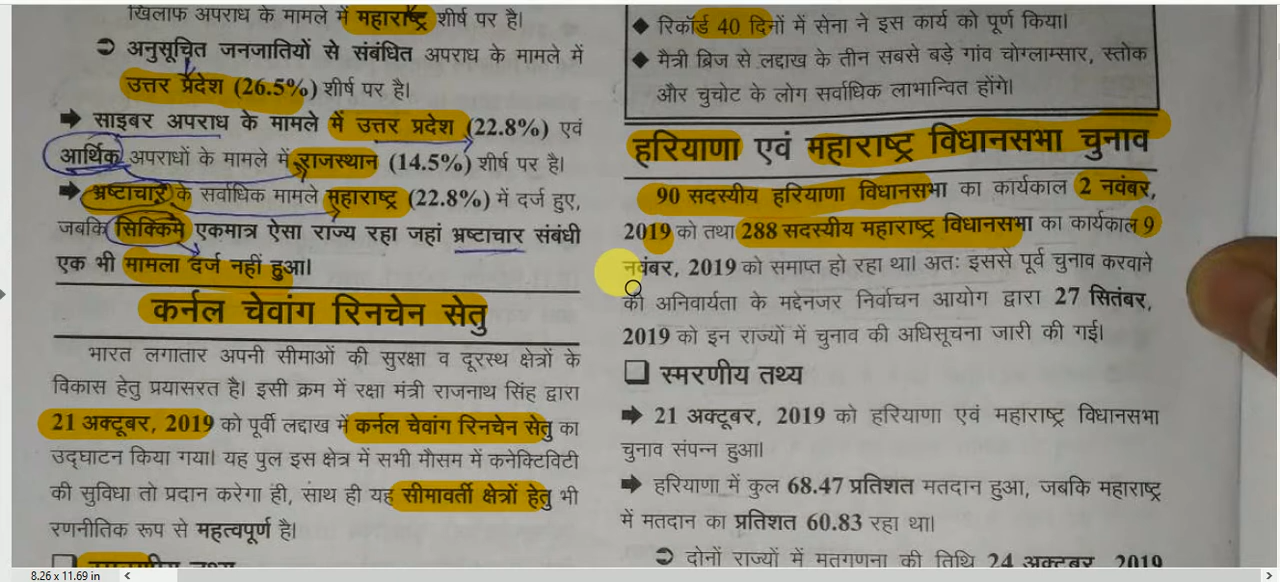 खिलाफ अपराध के मामले में महाराष्ट्र शीर्ष पर है।
अनुसूचित जनजातियों से संबंधित अपराध के मामले में
उत्तर प्रदेश (26.5%) शीर्ष पर है।
साइबर अपराध के मामले में उत्तर प्रदेश (22.8%) एवं
आर्थिक अपराधों के मामले में राजस्थान (14.5%) शीर्ष पर है।
भ्रष्टाचार के सर्वाधिक मामले महाराष्ट्र (22.8%) में दर्ज हुए,
जबकि सिक्किम एकमात्र ऐसा राज्य रहा जहां भ्रष्टाचार संबंधी
एक भी मामला दर्ज नहीं हुआ।
कर्नल चेवांग रिनचेन सेतु
भारत लगातार अपनी सीमाओं की सुरक्षा व दूरस्थ क्षेत्रों के
विकास हेतु प्रयासरत है। इसी क्रम में रक्षा मंत्री राजनाथ सिंह द्वारा
21 अक्टूबर, 2019 को पूर्वी लद्दाख में कर्नल चेवांग रिनचेन सेतु का
उद्घाटन किया गया। यह पुल इस क्षेत्र में सभी मौसम में कनेक्टिविटी
की सुविधा तो प्रदान करेगा ही, साथ ही यह सीमावर्ती क्षेत्रों हेतु भी
रणनीतिक रूप से महत्वपूर्ण है।
रिकॉर्ड 40 दिनों में सेना ने इस कार्य को पूर्ण किया।
मैत्री ब्रिज से लद्दाख के तीन सबसे बड़े गांव चोग्लामसार, स्तोक
और चुचोट के लोग सर्वाधिक लाभान्वित होंगे।
हरियाणा एवं महाराष्ट्र विधानसभा चुनाव
90 सदस्यीय हरियाणा विधानसभा का कार्यकाल 2 नवंबर,
2019 को तथा 288 सदस्यीय महाराष्ट्र विधानसभा का कार्यकाल 9
नवंबर, 2019 को समाप्त हो रहा था। अतः इससे पूर्व चुनाव करवाने
की अनिवार्यता के मद्देनजर निर्वाचन आयोग द्वारा 27 सितंबर,
2019 को इन राज्यों में चुनाव की अधिसूचना जारी की गई।
स्मरणीय तथ्य
21 अक्टूबर, 2019 को हरियाणा एवं महाराष्ट्र विधानसभा
चुनाव संपन्न हुआ।
हरियाणा में कुल 68.47 प्रतिशत मतदान हुआ, जबकि महाराष्ट्र
में मतदान का प्रतिशत 60.83 रहा था।
दोनों राज्यों में मतगणना की तिथि 24 अक्टूबर, 2019
8.26 x 11.69 in